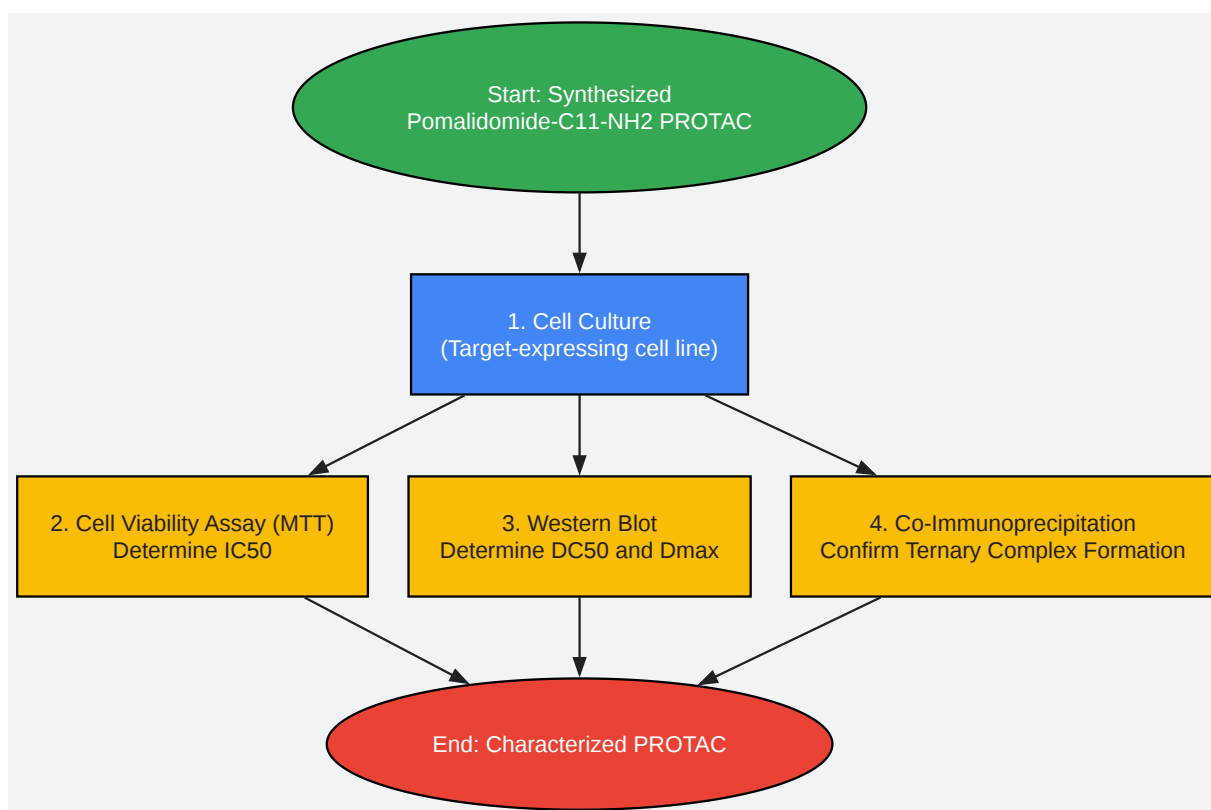 Start: Synthesized
Pomalidomide-C11-NH2 PROTAC
1. Cell Culture
(Target-expressing cell line)
2. Cell Viability Assay (MTT)
Determine IC50
3. Western Blot
Determine DC50 and Dmax
4. Co-Immunoprecipitation
Confirm Ternary Complex Formation
End: Characterized PROTAC